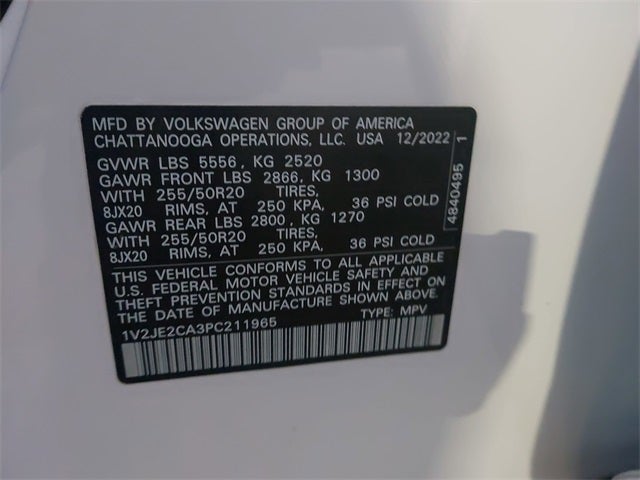 MFD BY VOLKSWAGEN GROUP OF AMERICA
CHATTANOOGA OPERATIONS, LLC. USA 12/2022
GVWR LBS 5556, KG 2520
GAWR FRONT LBS 2866, KG 1300
WITH 255/50R20 TIRES,
8JX20 RIMS, AT 250 KPA, 36 PSI COLD
GAWR REAR LBS 2800, KG 1270
WITH 255/50R20 TIRES,
8JX20 RIMS, AT 250 KPA, 36 PSI COLD
THIS VEHICLE CONFORMS TO ALL APPLICABLE
U.S. FEDERAL MOTOR VEHICLE SAFETY AND
THEFT PREVENTION STANDARDS IN EFFECT ON
THE DATE OF MANUFACTURE SHOWN ABOVE.
1V2JE2CA3PC211965 TYPE: MPV
4840495 1